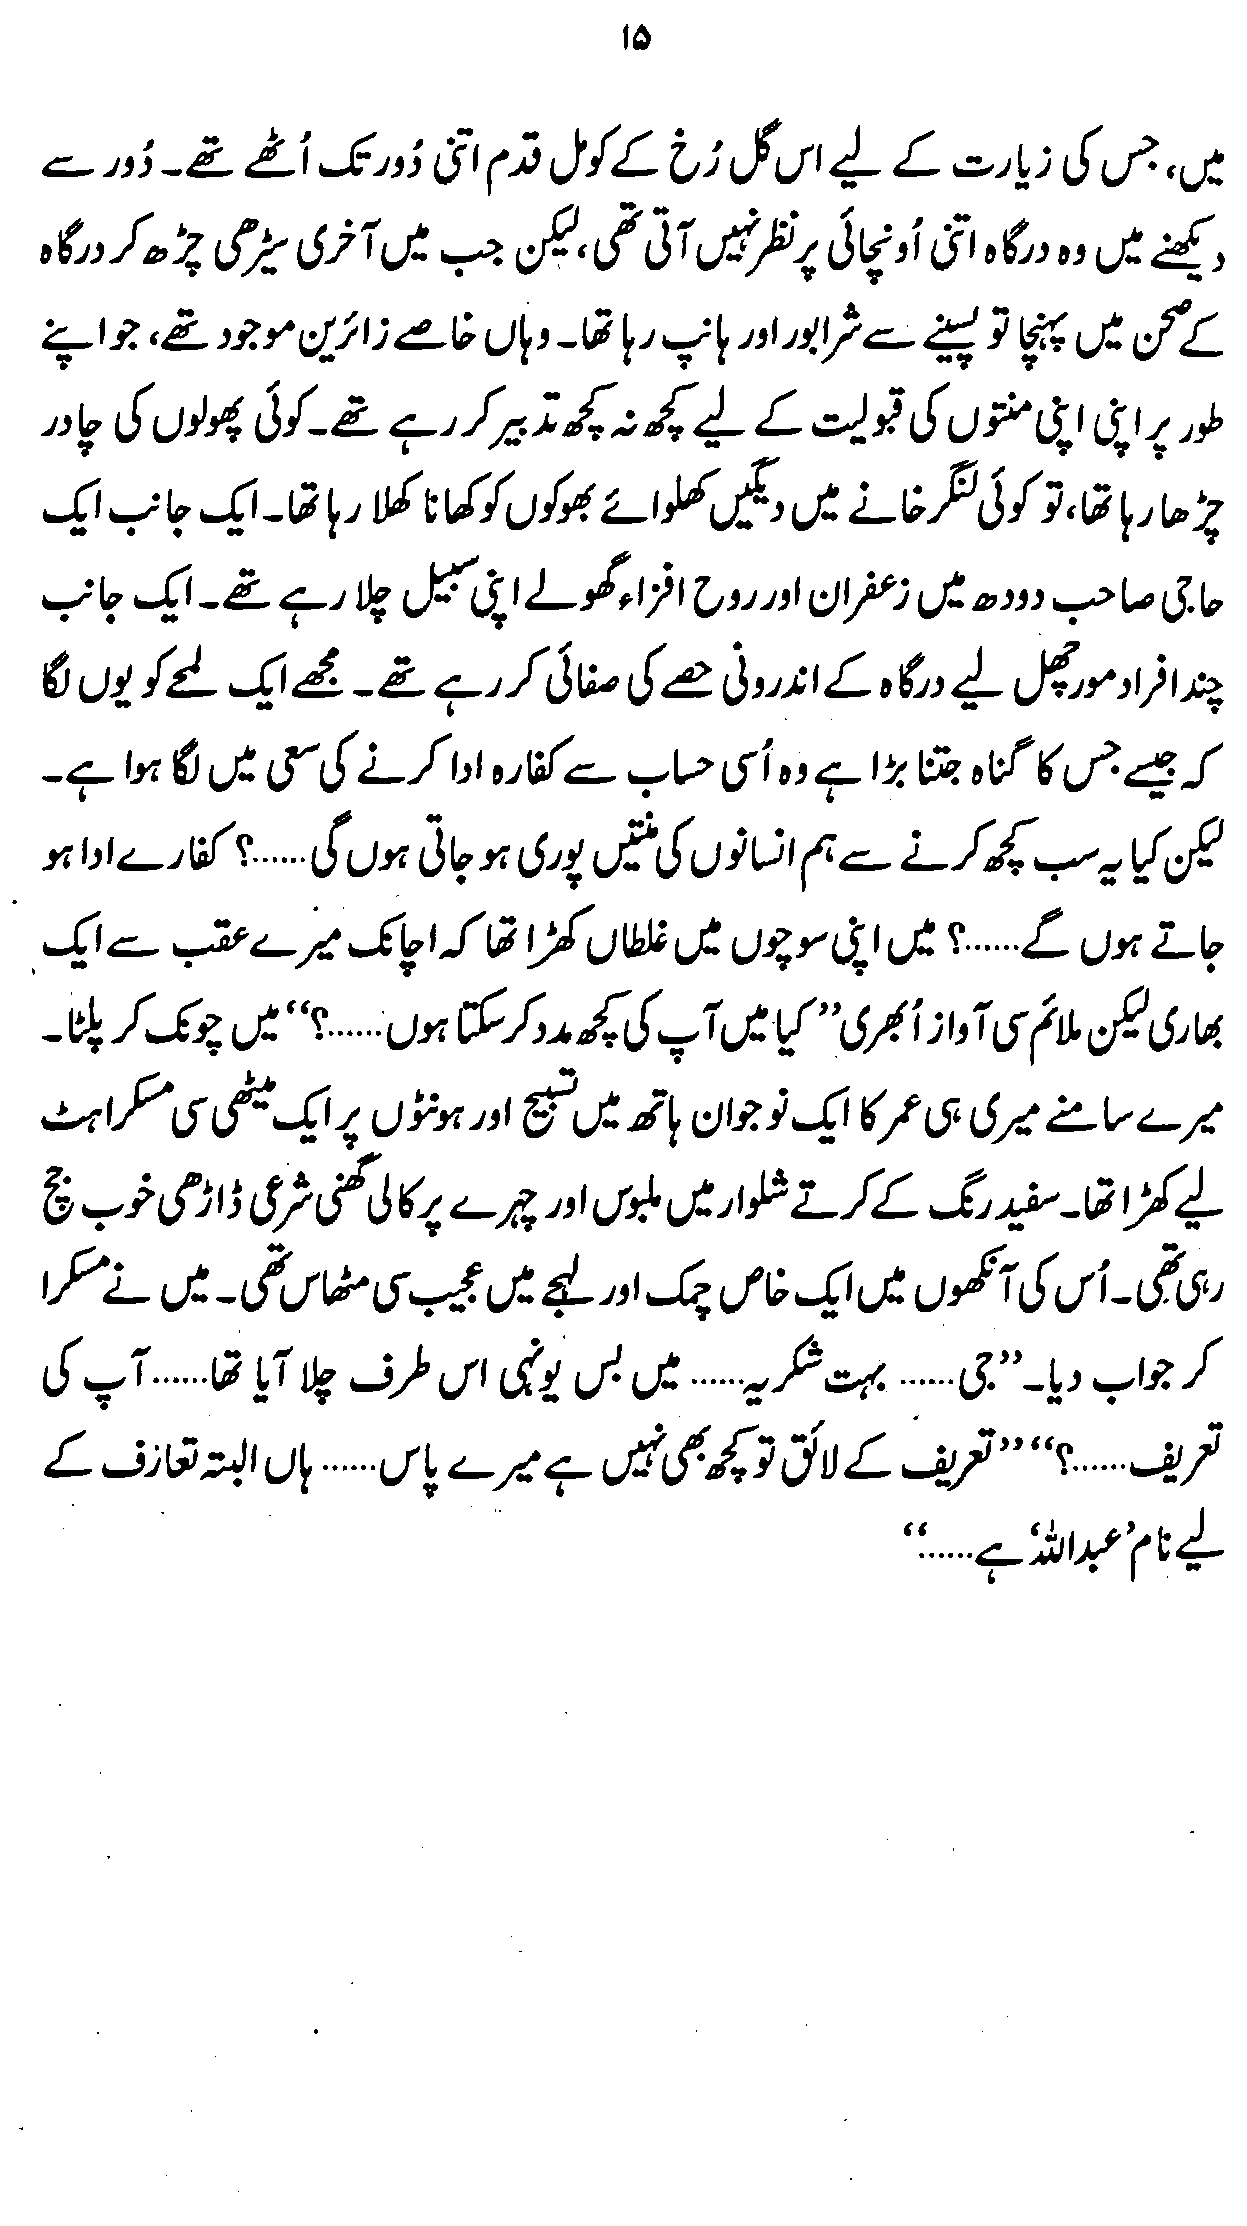 ۱۵
میں، جس کی زیارت کے لیے اس گل رُخ کے کومل قدم اتنی دُور تک اُٹھے تھے۔ دُور سے
دیکھنے میں وہ درگاہ اتنی اُونچائی پر نظر نہیں آتی تھی، لیکن جب میں آخری سیڑھی چڑھ کر درگاہ
کے صحن میں پہنچا تو پسینے سے شرابور اور ہانپ رہا تھا۔ وہاں خاصے زائرین موجود تھے، جو اپنے
طور پر اپنی اپنی منتوں کی قبولیت کے لیے کچھ نہ کچھ تدبیر کر رہے تھے۔ کوئی پھولوں کی چادر
چڑھا رہا تھا، تو کوئی لنگر خانے میں دیگیں کھلوائے بھوکوں کو کھانا کھلا رہا تھا۔ ایک جانب ایک
حاجی صاحب دودھ میں زعفران اور روح افزاء گھولے اپنی سبیل چلا رہے تھے۔ ایک جانب
چند افراد مورچھل لیے درگاہ کے اندرونی حصے کی صفائی کر رہے تھے۔ مجھے ایک لمحے کو یوں لگا
کہ جیسے جس کا گناہ جتنا بڑا ہے وہ اُسی حساب سے کفارہ ادا کرنے کی سعی میں لگا ہوا ہے۔
لیکن کیا یہ سب کچھ کرنے سے ہم انسانوں کی منتیں پوری ہو جاتی ہوں گی......؟ کفارے ادا ہو
جاتے ہوں گے......؟ میں اپنی سوچوں میں غلطاں کھڑا تھا کہ اچانک میرے عقب سے ایک
بھاری لیکن ملائم سی آواز اُبھری ”کیا میں آپ کی کچھ مدد کر سکتا ہوں......؟“ میں چونک کر پلٹا۔
میرے سامنے میری ہی عمر کا ایک نوجوان ہاتھ میں تسبیح اور ہونٹوں پر ایک میٹھی سی مسکراہٹ
لیے کھڑا تھا۔ سفید رنگ کے کرتے شلوار میں ملبوس اور چہرے پر کالی گھنی شرعی ڈاڑھی خوب جچ
رہی تھی۔ اُس کی آنکھوں میں ایک خاص چمک اور لہجے میں عجیب سی مٹھاس تھی۔ میں نے مسکرا
کر جواب دیا۔ ”جی...... بہت شکریہ...... میں بس یونہی اس طرف چلا آیا تھا...... آپ کی
تعریف......؟“ ”تعریف کے لائق تو کچھ بھی نہیں ہے میرے پاس...... ہاں البتہ تعارف کے
لیے نام ’عبداللہ‘ ہے......“